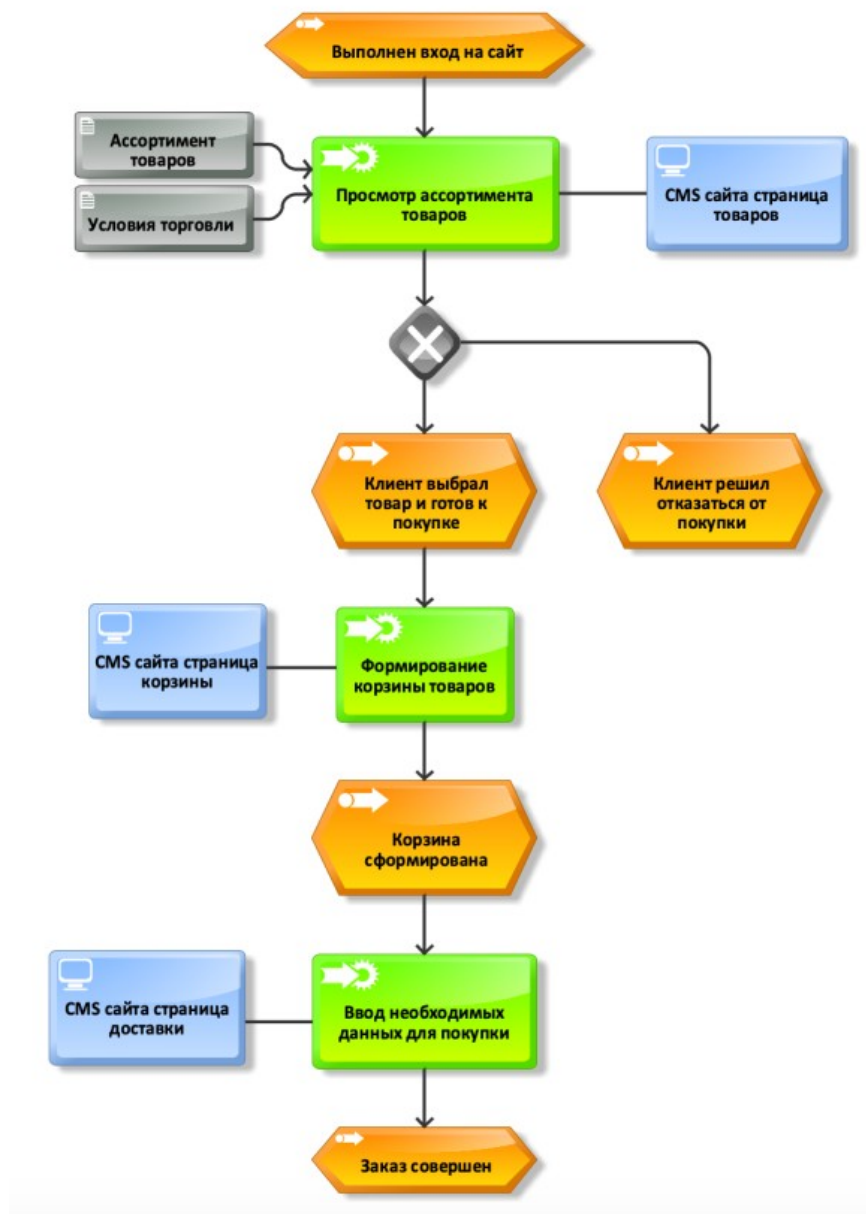 Выполнен вход на сайт
Ассортимент
товаров
Условия торговли
Просмотр ассортимента
товаров
CMS сайта страница
товаров
Клиент выбрал
товар и готов к
покупке
Клиент решил
отказаться от
покупки
CMS сайта страница
корзины
Формирование
корзины товаров
Корзина
сформирована
CMS сайта страница
доставки
Ввод необходимых
данных для покупки
Заказ совершен